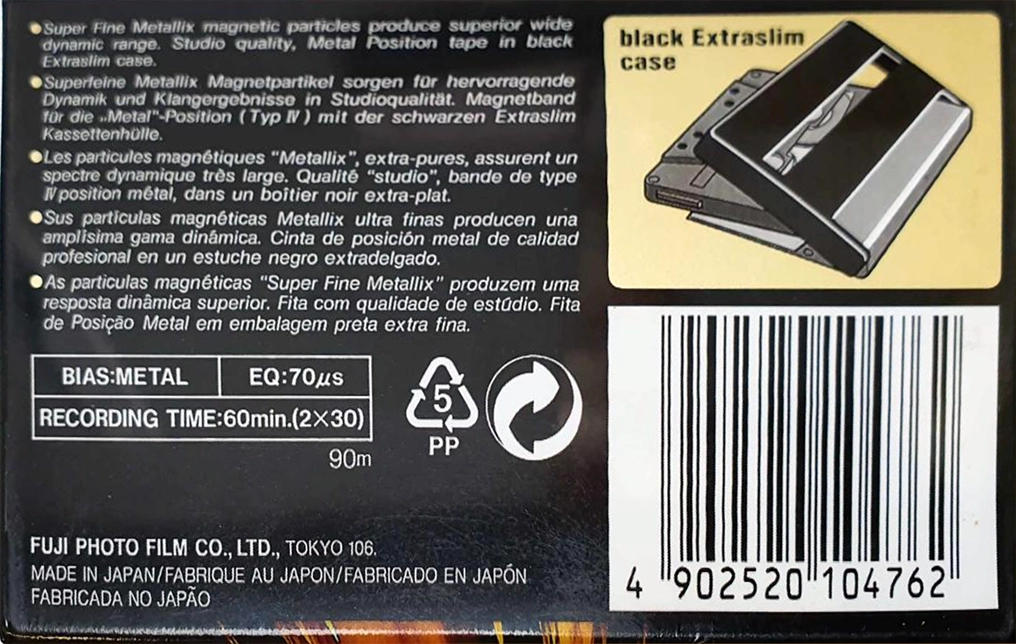 Super Fine Metallix magnetic particles produce superior wide
dynamic range. Studio quality, Metal Position tape in black
Extraslim case.
Superfeine Metallix Magnetpartikel sorgen für hervorragende
Dynamik und Klangergebnisse in Studioqualität. Magnetband
für die „Metal"-Position (Typ IV) mit der schwarzen Extraslim
Kassettenhülle.
Les particules magnétiques "Metallix", extra-pures, assurent un
spectre dynamique très large. Qualité "studio", bande de type
IV position métal, dans un boîtier noir extra-plat.
Sus partículas magnéticas Metallix ultra finas producen una
amplísima gama dinámica. Cinta de posición metal de calidad
profesional en un estuche negro extradelgado.
As particulas magnéticas "Super Fine Metallix" produzem uma
resposta dinâmica superior. Fita com qualidade de estúdio. Fita
de Posição Metal em embalagem preta extra fina.
BIAS:METAL EQ:70µs
RECORDING TIME:60min.(2×30)
90m
5
PP
FUJI PHOTO FILM CO., LTD., TOKYO 106.
MADE IN JAPAN/FABRIQUE AU JAPON/FABRICADO EN JAPÓN
FABRICADA NO JAPÃO
black Extraslim
case
4 902520 104762